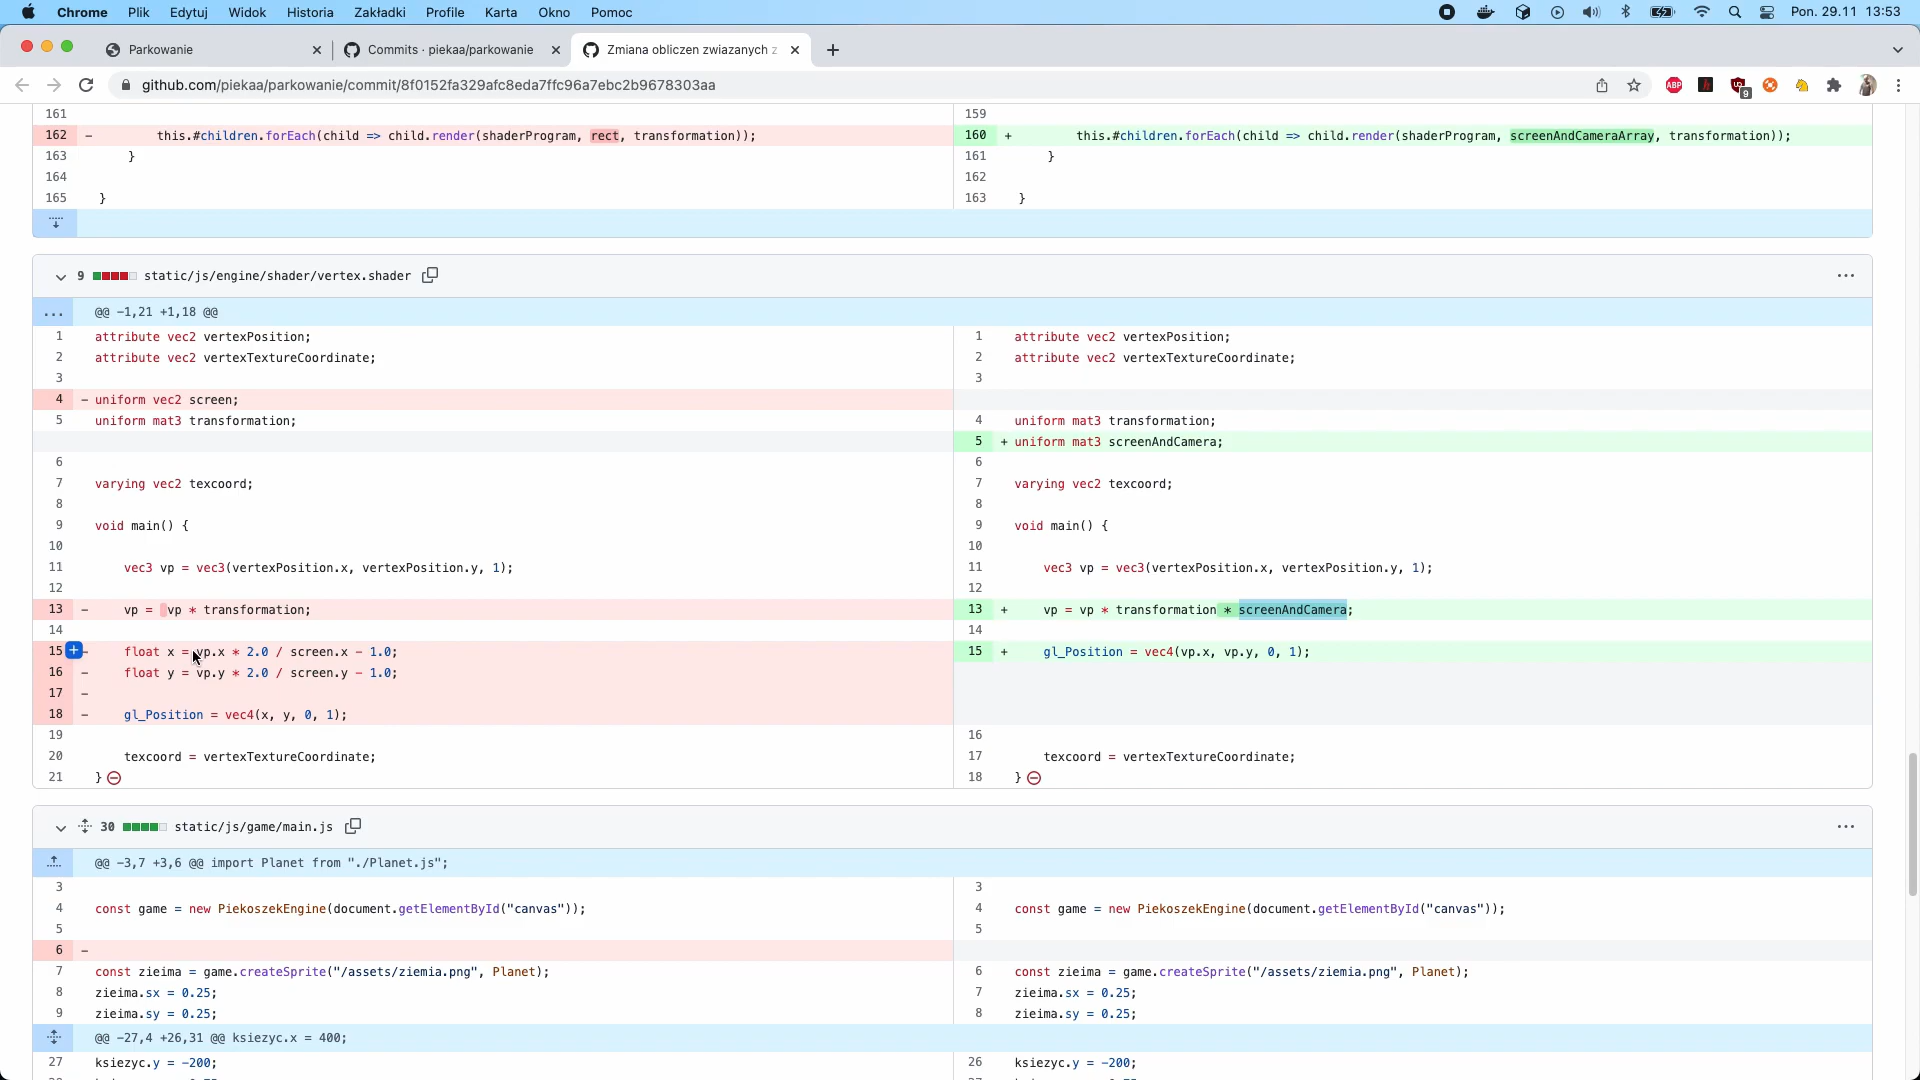 Chrome Plik Edytuj Widok Historia Zakładki Profile Karta Okno Pomoc Pon. 29.11 13:53
Parkowanie Commits · piekaa/parkowanie Zmiana obliczen zwiazanych z
github.com/piekaa/parkowanie/commit/8f0152fa329afc8eda7ffc96a7ebc2b9678303aa ABP 9
161 159
162 - this.#children.forEach(child => child.render(shaderProgram, rect, transformation)); 160 + this.#children.forEach(child => child.render(shaderProgram, screenAndCameraArray, transformation));
163 } 161 }
164 162
165 } 163 }
9 static/js/engine/shader/vertex.shader
... @@ -1,21 +1,18 @@
1 attribute vec2 vertexPosition; 1 attribute vec2 vertexPosition;
2 attribute vec2 vertexTextureCoordinate; 2 attribute vec2 vertexTextureCoordinate;
3 3
4 - uniform vec2 screen;
5 uniform mat3 transformation; 4 uniform mat3 transformation;
5 + uniform mat3 screenAndCamera;
6 6
7 varying vec2 texcoord; 7 varying vec2 texcoord;
8 8
9 void main() { 9 void main() {
10 10
11 vec3 vp = vec3(vertexPosition.x, vertexPosition.y, 1); 11 vec3 vp = vec3(vertexPosition.x, vertexPosition.y, 1);
12 12
13 - vp = vp * transformation; 13 + vp = vp * transformation * screenAndCamera;
14 14
15 - float x = vp.x * 2.0 / screen.x - 1.0; 15 + gl_Position = vec4(vp.x, vp.y, 0, 1);
16 - float y = vp.y * 2.0 / screen.y - 1.0;
17 -
18 - gl_Position = vec4(x, y, 0, 1);
19 16
20 texcoord = vertexTextureCoordinate; 17 texcoord = vertexTextureCoordinate;
21 } 18 }
30 static/js/game/main.js
@@ -3,7 +3,6 @@ import Planet from "./Planet.js";
3 3
4 const game = new PiekoszekEngine(document.getElementById("canvas")); 4 const game = new PiekoszekEngine(document.getElementById("canvas"));
5 5
6 -
7 const zieima = game.createSprite("/assets/ziemia.png", Planet); 6 const zieima = game.createSprite("/assets/ziemia.png", Planet);
8 zieima.sx = 0.25; 7 zieima.sx = 0.25;
9 zieima.sy = 0.25; 8 zieima.sy = 0.25;
@@ -27,4 +26,31 @@ ksiezyc.x = 400;
27 ksiezyc.y = -200; 26 ksiezyc.y = -200;